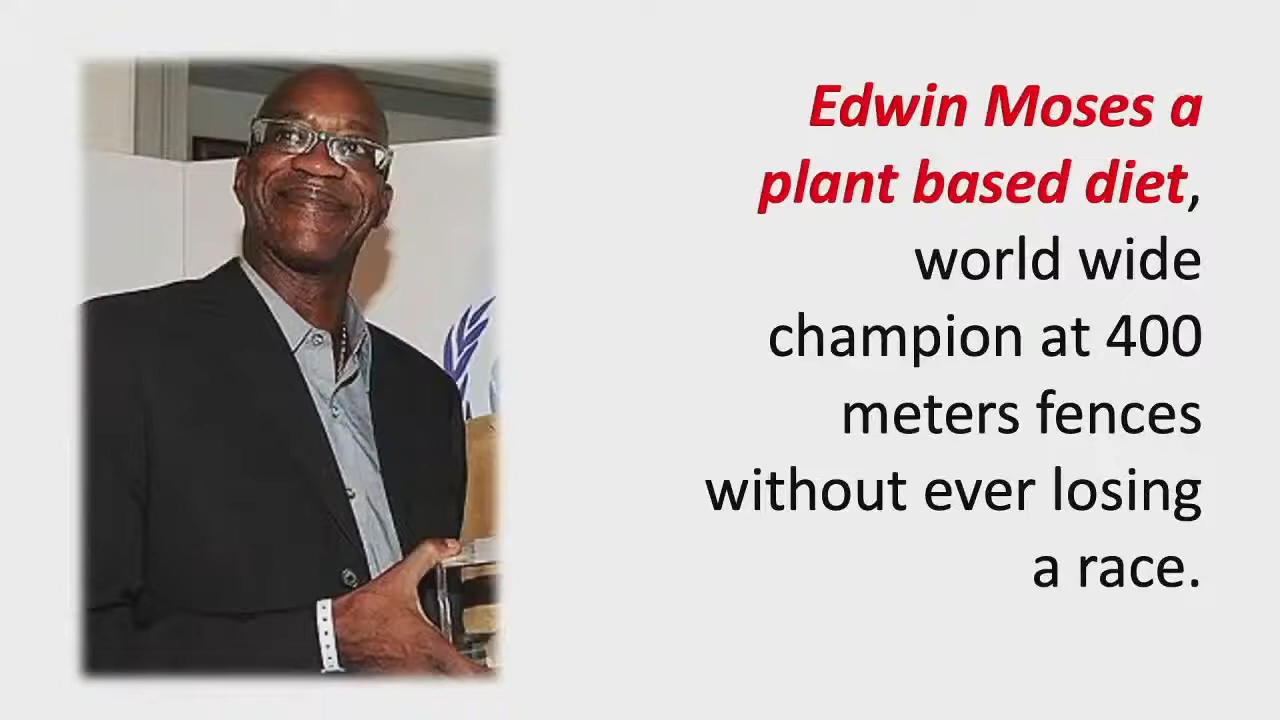 Edwin Moses a
plant based diet,
world wide
champion at 400
meters fences
without ever losing
a race.